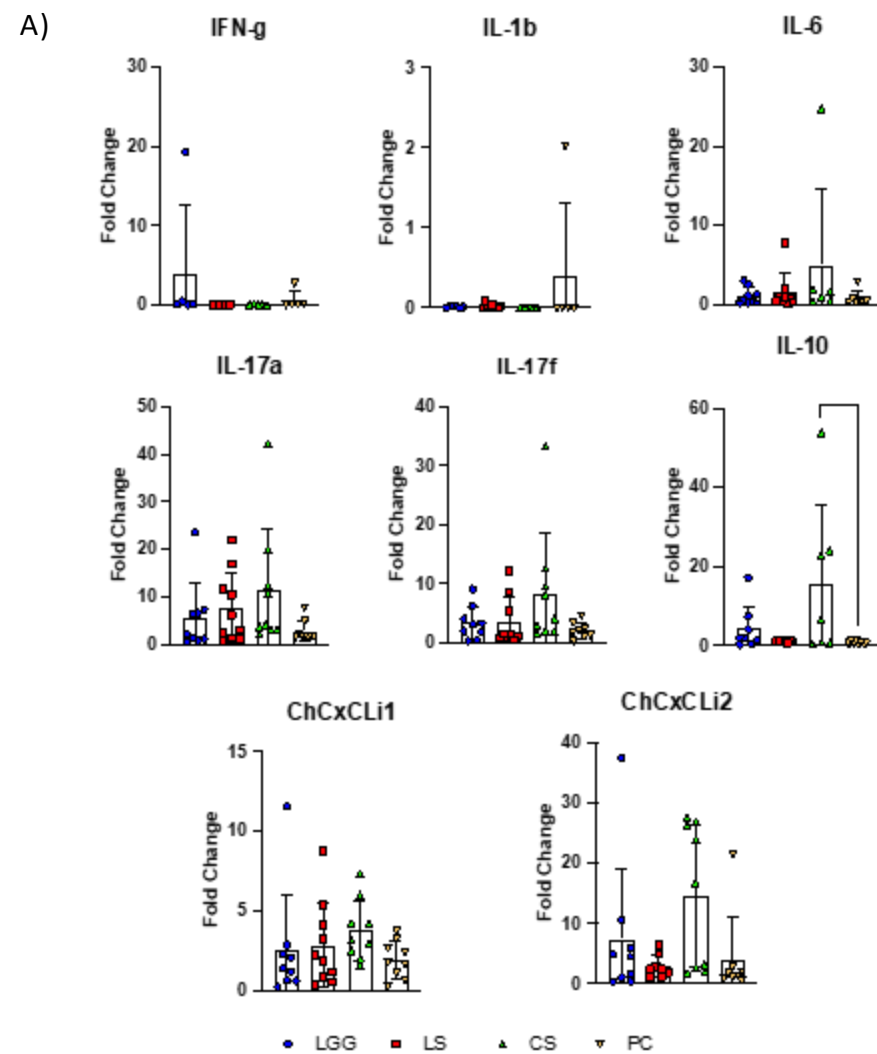 A)
IFN-g
IL-1b
IL-6
Fold Change
30
20
10
0
Fold Change
3
2
1
0
Fold Change
30
20
10
0
IL-17a
IL-17f
IL-10
Fold Change
50
40
30
20
10
0
Fold Change
40
30
20
10
0
Fold Change
60
40
20
0
ChCxCLi1
ChCxCLi2
Fold Change
15
10
5
0
Fold Change
40
30
20
10
0
LGG LS CS PC